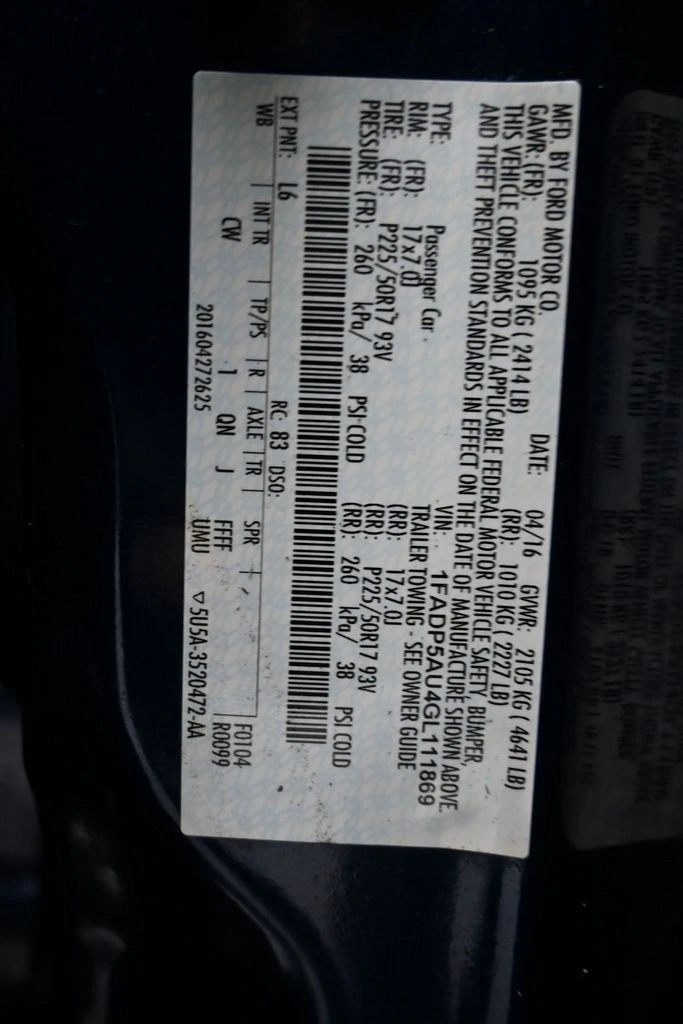 MFD. BY FORD MOTOR CO.
DATE: 04/16 GVWR: 2105 KG ( 4641 LB)
GAWR: (FR): 1095 KG ( 2414 LB) (RR): 1010 KG ( 2227 LB)
THIS VEHICLE CONFORMS TO ALL APPLICABLE FEDERAL MOTOR VEHICLE SAFETY, BUMPER,
AND THEFT PREVENTION STANDARDS IN EFFECT ON THE DATE OF MANUFACTURE SHOWN ABOVE.
VIN: 1FADP5AU4GL111869
TYPE: Passenger Car TRAILER TOWING - SEE OWNER GUIDE
RIM: (FR): 17x7.0J (RR): 17x7.0J
TIRE: (FR): P225/50R17 93V (RR): P225/50R17 93V
PRESSURE: (FR): 260 kPa/ 38 PSI COLD (RR): 260 kPa/ 38 PSI COLD
EXT PNT: L6 RC: 83 DSO:
WB | INT TR | TP/PS | R | AXLE | TR | SPR | F0104
CW 1 QN J FFF R0099
201604272625 UMU ▽5U5A-3520472-AA